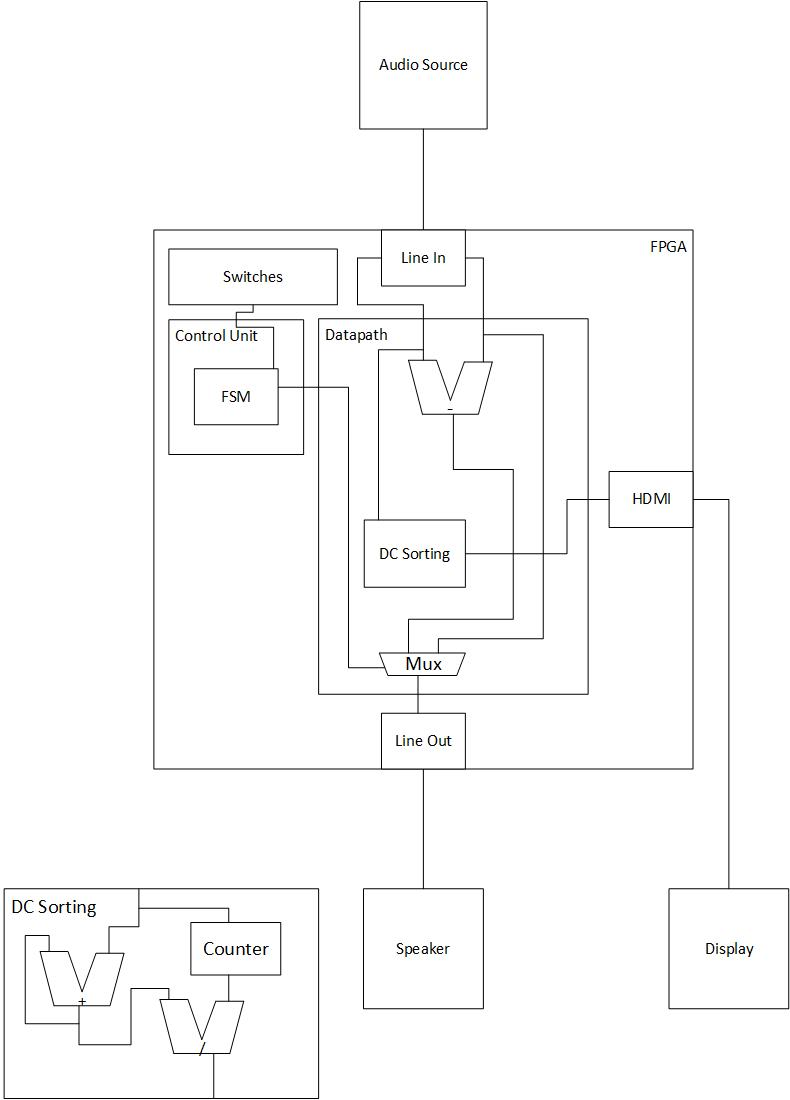 Audio Source
Line In
FPGA
Switches
Control Unit
Datapath
FSM
-
HDMI
DC Sorting
Mux
Line Out
DC Sorting
Counter
+
/
Speaker
Display